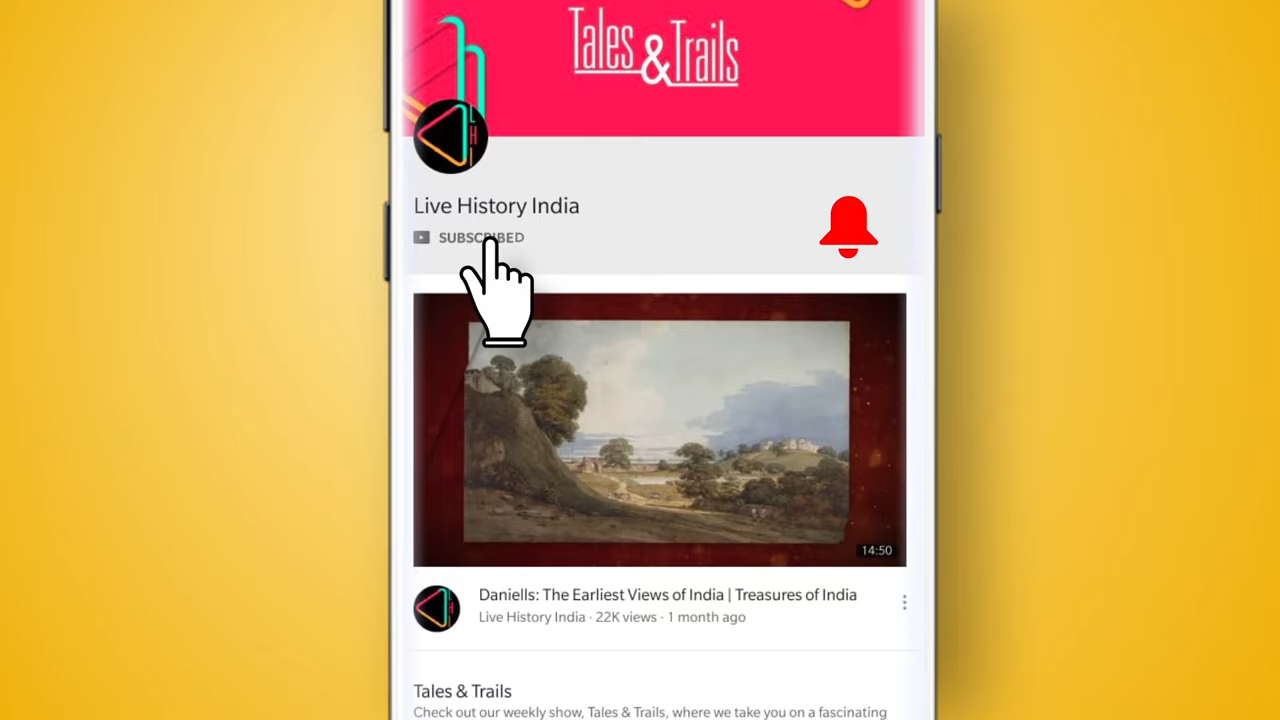 Tales & Trails
LHI
Live History India
SUBSCRIBED
14:50
Daniells: The Earliest Views of India | Treasures of India
LHI
Live History India · 22K views · 1 month ago
Tales & Trails
Check out our weekly show, Tales & Trails, where we take you on a fascinating